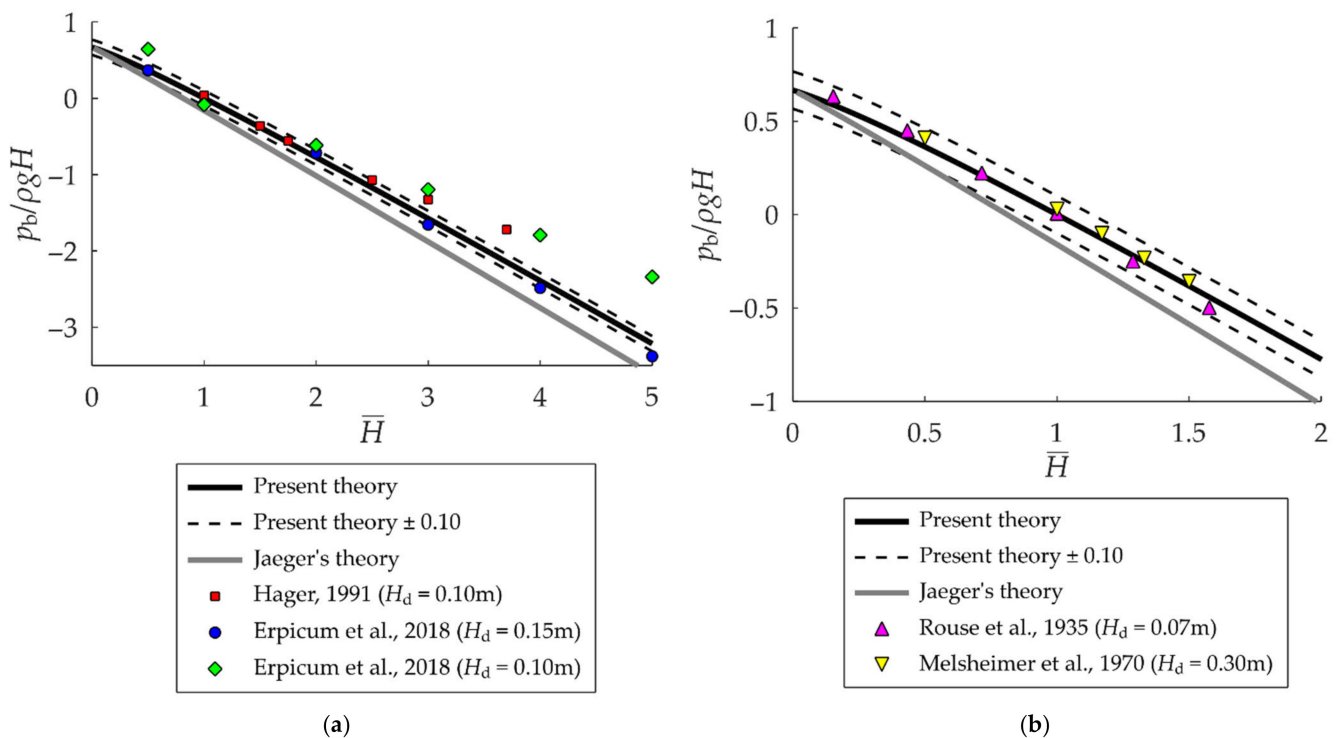 1
0
−1
−2
−3
p_b/ρgH
0 1 2 3 4 5
H̅
Present theory
Present theory ± 0.10
Jaeger's theory
Hager, 1991 (H_d = 0.10m)
Erpicum et al., 2018 (H_d = 0.15m)
Erpicum et al., 2018 (H_d = 0.10m)
(a)
1
0.5
0
−0.5
−1
p_b/ρgH
0 0.5 1 1.5 2
H̅
Present theory
Present theory ± 0.10
Jaeger's theory
Rouse et al., 1935 (H_d = 0.07m)
Melsheimer et al., 1970 (H_d = 0.30m)
(b)